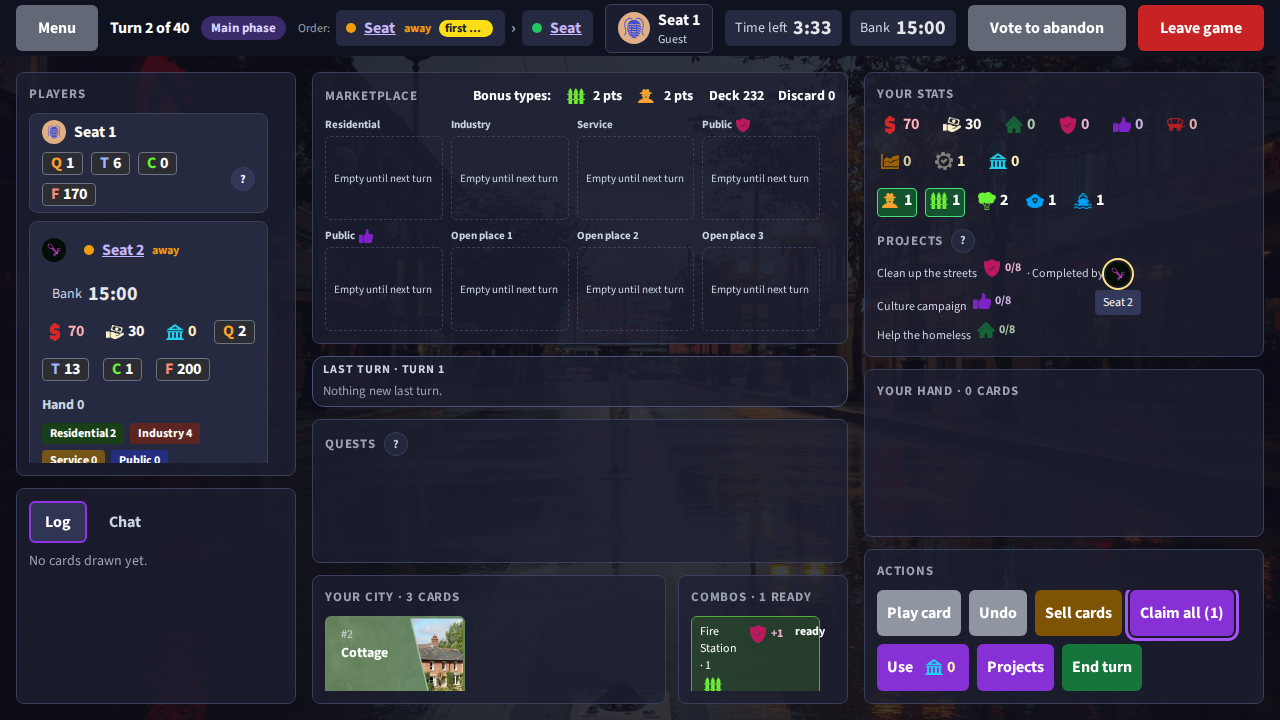 Menu
Turn 2 of 40
Main phase
Order:
Seat away first ...
›
Seat
Seat 1
Guest
Time left 3:33
Bank 15:00
Vote to abandon
Leave game
PLAYERS
Seat 1
Q 1
T 6
C 0
F 170
?
Seat 2 away
Bank 15:00
70
30
0
Q 2
T 13
C 1
F 200
Hand 0
Residential 2
Industry 4
Service 0
Public 0
Log
Chat
No cards drawn yet.
MARKETPLACE
Bonus types: 2 pts 2 pts Deck 232 Discard 0
Residential
Industry
Service
Public
Empty until next turn
Empty until next turn
Empty until next turn
Empty until next turn
Public
Open place 1
Open place 2
Open place 3
Empty until next turn
Empty until next turn
Empty until next turn
Empty until next turn
LAST TURN · TURN 1
Nothing new last turn.
QUESTS ?
YOUR CITY · 3 CARDS
#2
Cottage
COMBOS · 1 READY
Fire
Station
· 1
+1
ready
YOUR STATS
70 30 0 0 0 0
0 1 0
1 1 2 1 1
PROJECTS ?
Clean up the streets 0/8 · Completed by
Seat 2
Culture campaign 0/8
Help the homeless 0/8
YOUR HAND · 0 CARDS
ACTIONS
Play card
Undo
Sell cards
Claim all (1)
Use 0
Projects
End turn